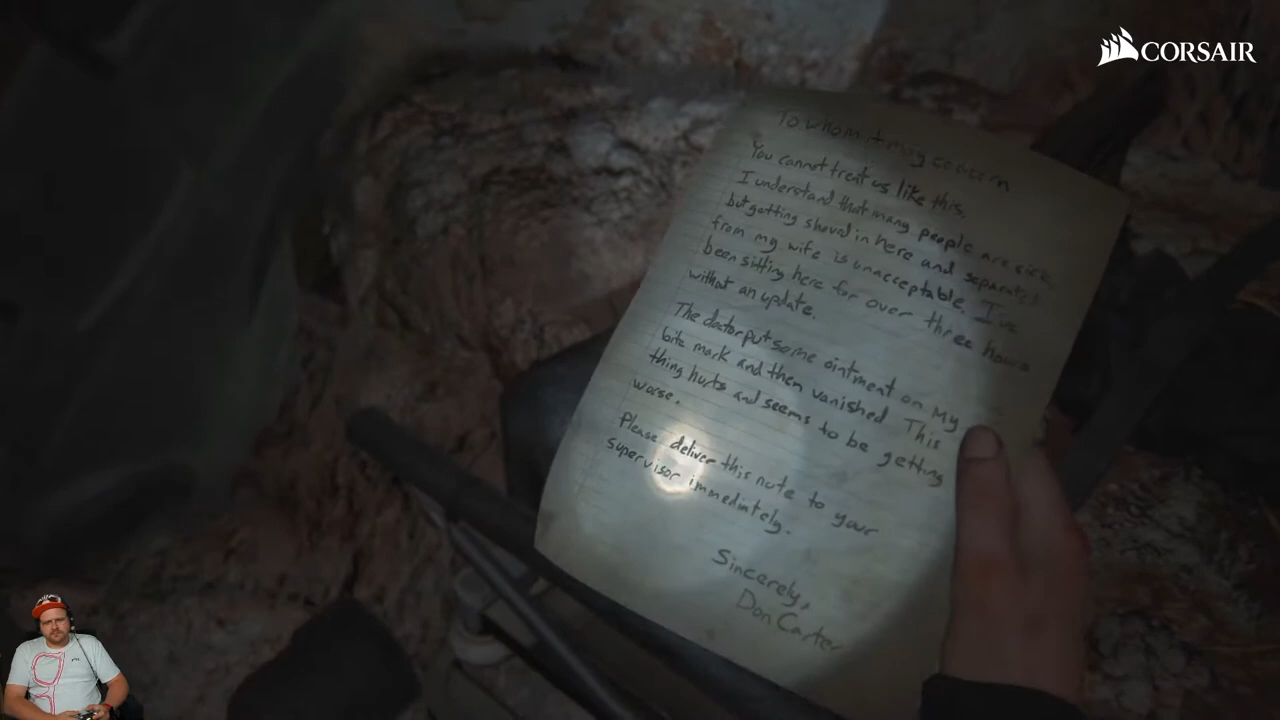 CORSAIR
To whom it may concern
You cannot treat us like this.
I understand that many people are sick
but getting shoved in here and separated
from my wife is unacceptable. I've
been sitting here for over three hours
without an update.
The doctor put some ointment on my
bite mark and then vanished. This
thing hurts and seems to be getting
worse.
Please deliver this note to your
supervisor immediately.
Sincerely,
Don Carter